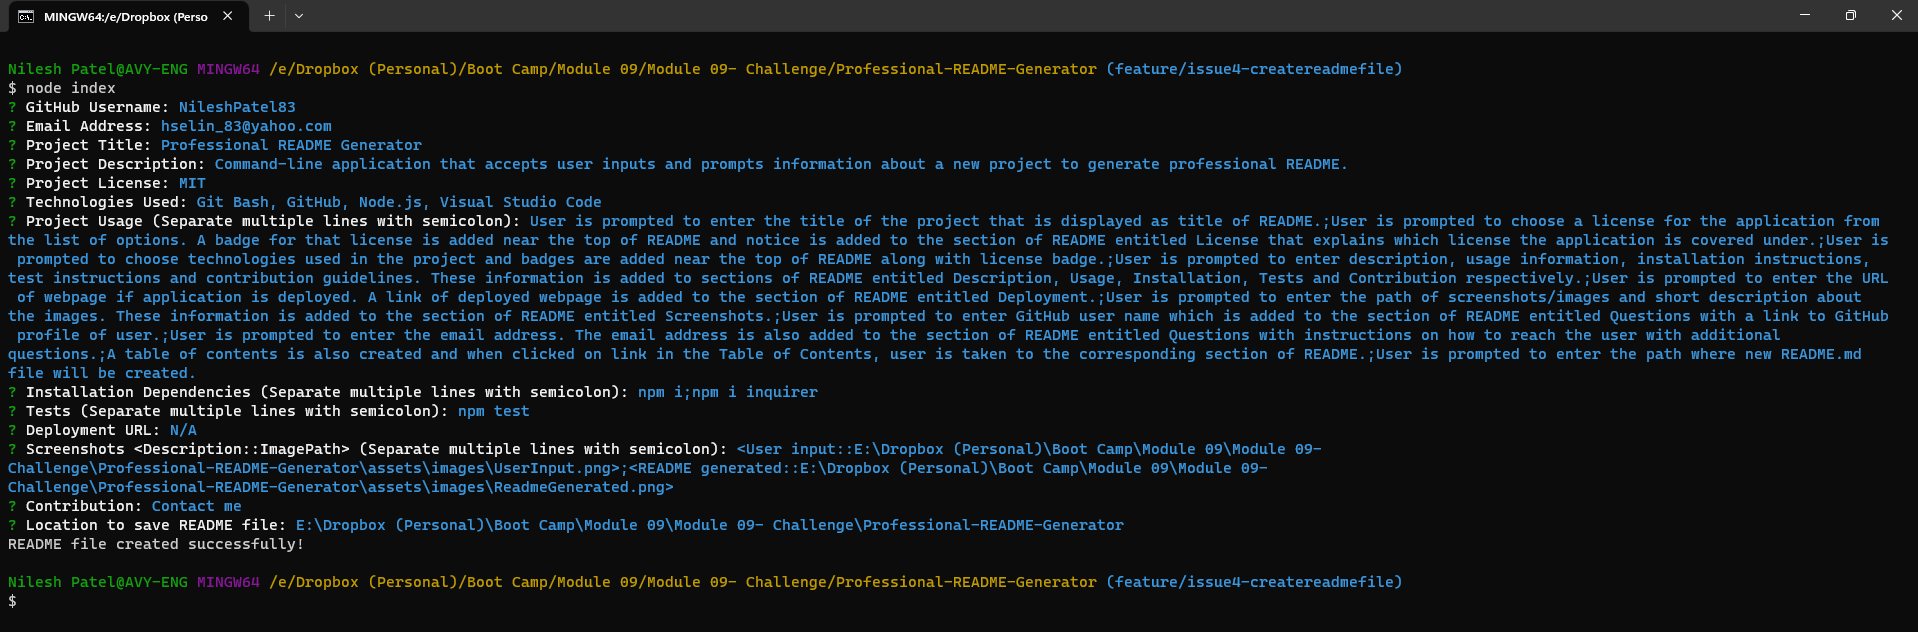 MINGW64:/e/Dropbox (Perso
Nilesh Patel@AVY-ENG MINGW64 /e/Dropbox (Personal)/Boot Camp/Module 09/Module 09- Challenge/Professional-README-Generator (feature/issue4-createreadmefile)
$ node index
? GitHub Username: NileshPatel83
? Email Address: hselin_83@yahoo.com
? Project Title: Professional README Generator
? Project Description: Command-line application that accepts user inputs and prompts information about a new project to generate professional README.
? Project License: MIT
? Technologies Used: Git Bash, GitHub, Node.js, Visual Studio Code
? Project Usage (Separate multiple lines with semicolon): User is prompted to enter the title of the project that is displayed as title of README.;User is prompted to choose a license for the application from
the list of options. A badge for that license is added near the top of README and notice is added to the section of README entitled License that explains which license the application is covered under.;User is
prompted to choose technologies used in the project and badges are added near the top of README along with license badge.;User is prompted to enter description, usage information, installation instructions,
test instructions and contribution guidelines. These information is added to sections of README entitled Description, Usage, Installation, Tests and Contribution respectively.;User is prompted to enter the URL
of webpage if application is deployed. A link of deployed webpage is added to the section of README entitled Deployment.;User is prompted to enter the path of screenshots/images and short description about
the images. These information is added to the section of README entitled Screenshots.;User is prompted to enter GitHub user name which is added to the section of README entitled Questions with a link to GitHub
profile of user.;User is prompted to enter the email address. The email address is also added to the section of README entitled Questions with instructions on how to reach the user with additional
questions.;A table of contents is also created and when clicked on link in the Table of Contents, user is taken to the corresponding section of README.;User is prompted to enter the path where new README.md
file will be created.
? Installation Dependencies (Separate multiple lines with semicolon): npm i;npm i inquirer
? Tests (Separate multiple lines with semicolon): npm test
? Deployment URL: N/A
? Screenshots <Description::ImagePath> (Separate multiple lines with semicolon): <User input::E:\Dropbox (Personal)\Boot Camp\Module 09\Module 09-
Challenge\Professional-README-Generator\assets\images\UserInput.png>;<README generated::E:\Dropbox (Personal)\Boot Camp\Module 09\Module 09-
Challenge\Professional-README-Generator\assets\images\ReadmeGenerated.png>
? Contribution: Contact me
? Location to save README file: E:\Dropbox (Personal)\Boot Camp\Module 09\Module 09- Challenge\Professional-README-Generator
README file created successfully!
Nilesh Patel@AVY-ENG MINGW64 /e/Dropbox (Personal)/Boot Camp/Module 09/Module 09- Challenge/Professional-README-Generator (feature/issue4-createreadmefile)
$